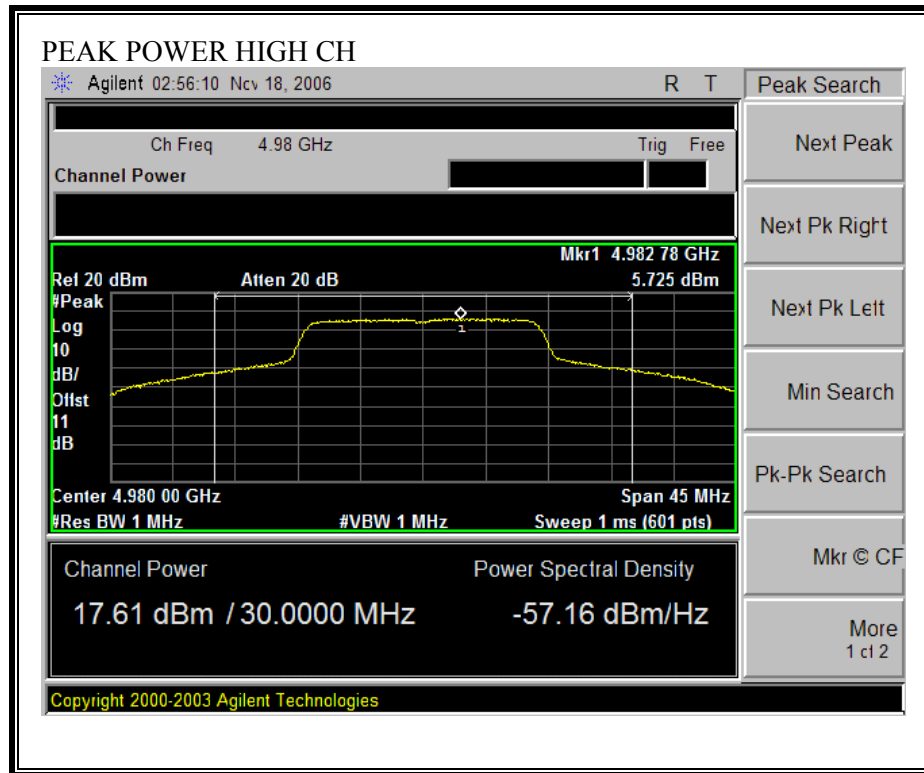 PEAK POWER HIGH CH
Agilent 02:56:10 Nov 18, 2006 R T Peak Search
Ch Freq 4.98 GHz Trig Free
Channel Power
Next Peak
Next Pk Right
Mkr1 4.982 78 GHz
Ref 20 dBm Atten 20 dB 5.725 dBm
#Peak
Log
10
dB/
Offst
11
dB
1
Next Pk Left
Min Search
Pk-Pk Search
Center 4.980 00 GHz Span 45 MHz
#Res BW 1 MHz #VBW 1 MHz Sweep 1 ms (601 pts)
Channel Power Power Spectral Density
17.61 dBm / 30.0000 MHz -57.16 dBm/Hz
Mkr © CF
More
1 of 2
Copyright 2000-2003 Agilent Technologies